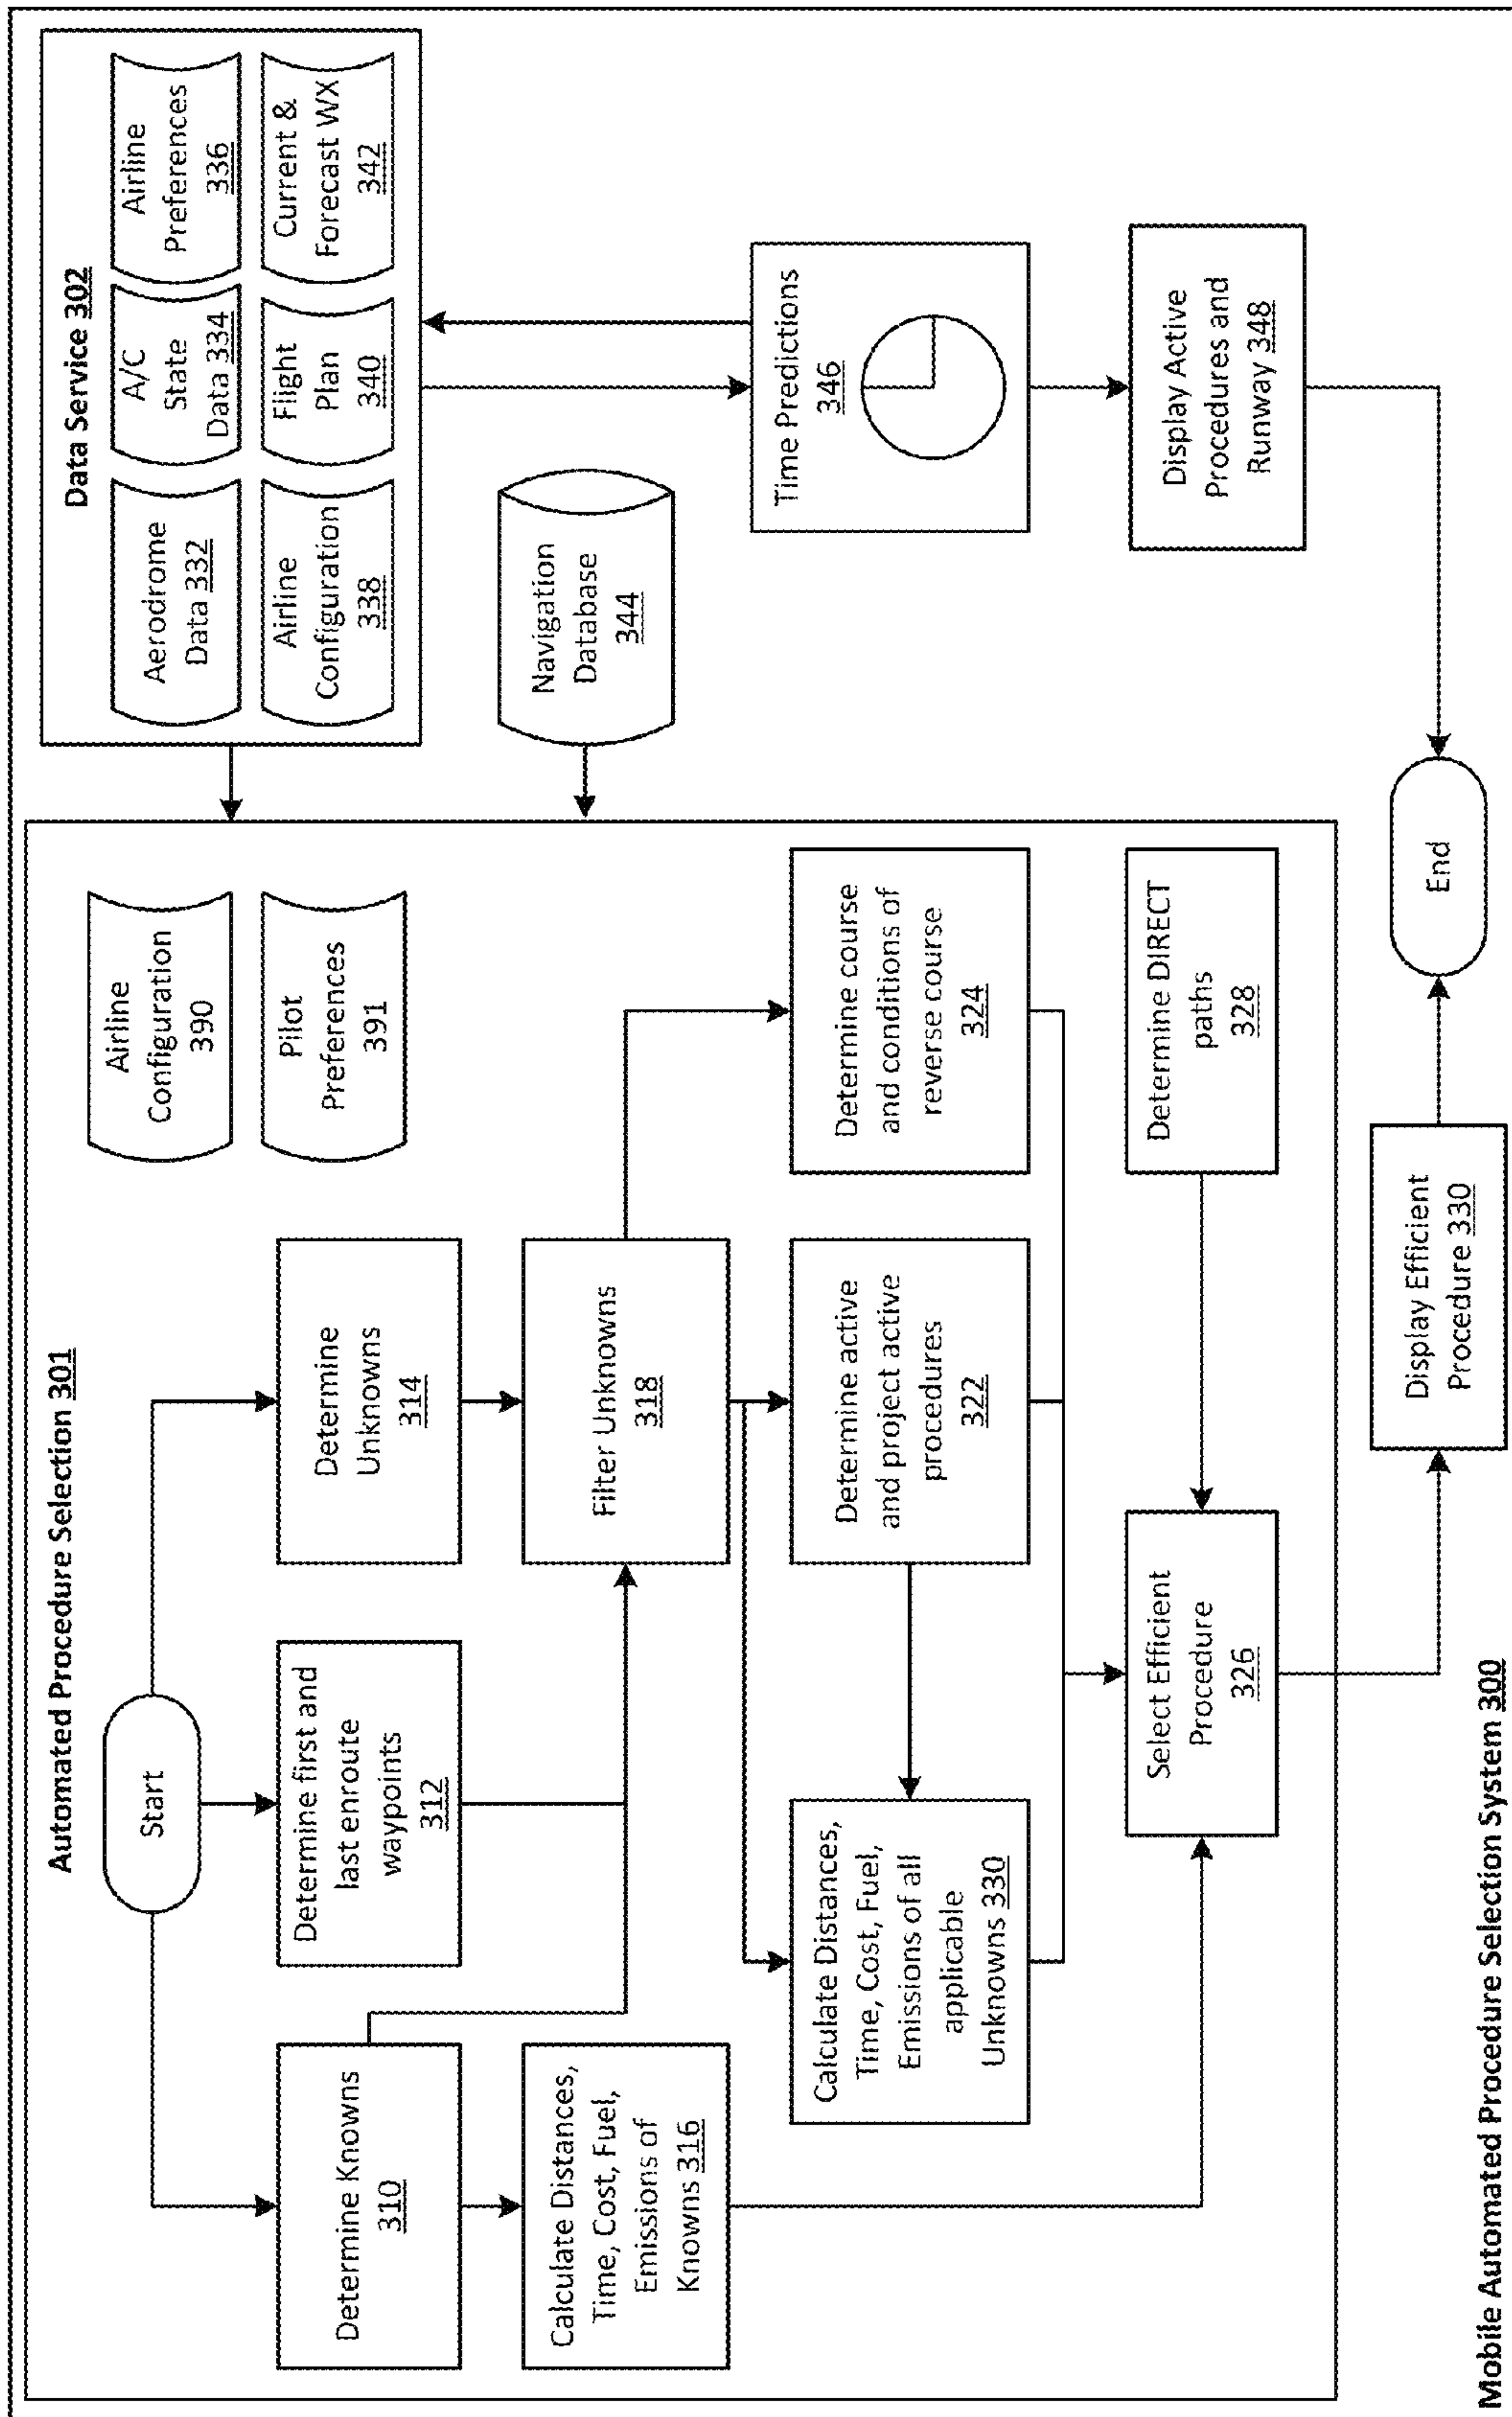 Automated Procedure Selection 301
Start
Airline
Configuration
390
Pilot
Preferences
391
Determine Knowns
310
Determine first and
last enroute
waypoints
312
Determine
Unknowns
314
Calculate Distances,
Time, Cost, Fuel,
Emissions of
Knowns 316
Filter Unknowns
318
Calculate Distances,
Time, Cost, Fuel,
Emissions of all
applicable
Unknowns 330
Determine active
and project active
procedures
322
Determine course
and conditions of
reverse course
324
Select Efficient
Procedure
326
Determine DIRECT
paths
328
Data Service 302
Aerodrome
Data 332
A/C
State
Data 334
Airline
Preferences
336
Airline
Configuration
338
Flight
Plan
340
Current &
Forecast WX
342
Navigation
Database
344
Time Predictions
346
Display Active
Procedures and
Runway 348
Display Efficient
Procedure 330
End
Mobile Automated Procedure Selection System 300